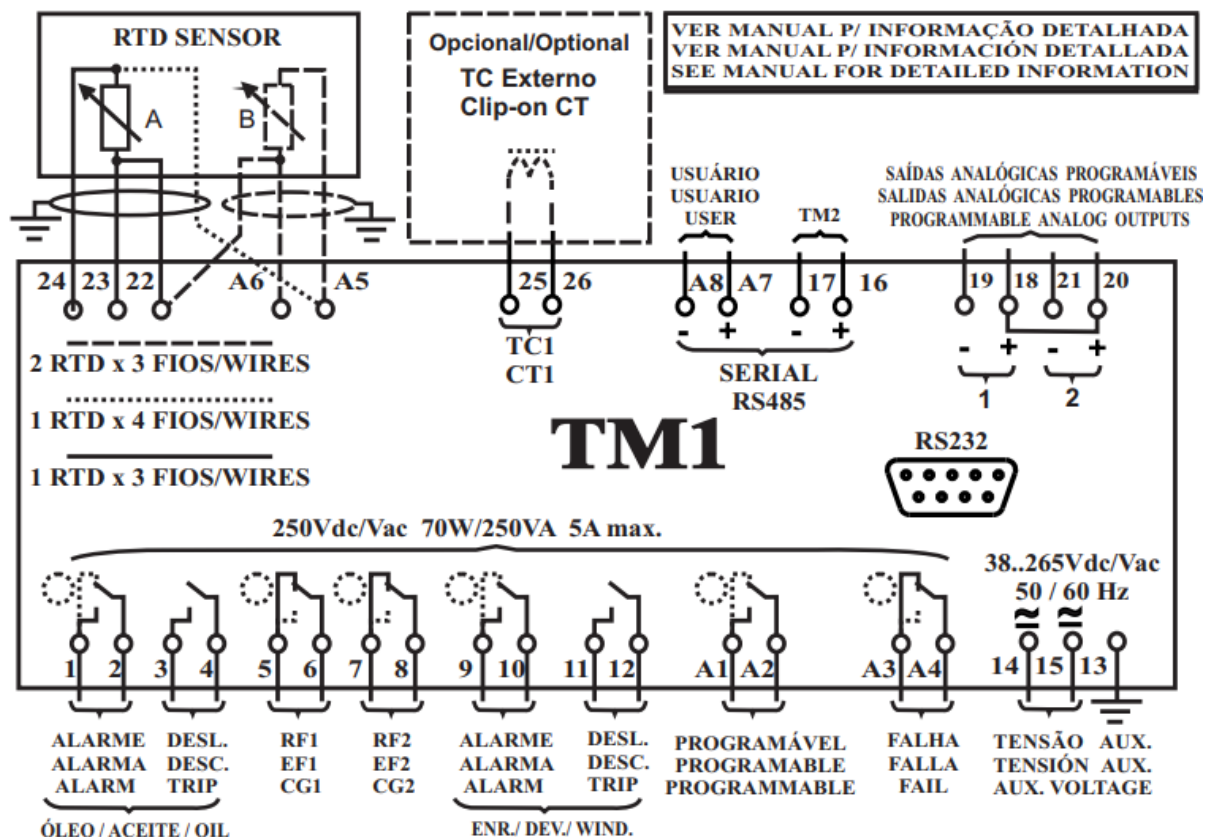 RTD SENSOR
A
B
Opcional/Optional
TC Externo
Clip-on CT
VER MANUAL P/ INFORMAÇÃO DETALHADA
VER MANUAL P/ INFORMACIÓN DETALLADA
SEE MANUAL FOR DETAILED INFORMATION
USUÁRIO
USUARIO
USER
TM2
SAÍDAS ANALÓGICAS PROGRAMÁVEIS
SALIDAS ANALÓGICAS PROGRAMABLES
PROGRAMMABLE ANALOG OUTPUTS
24 23 22 A6 A5 25 26 A8 A7 17 16 19 18 21 20
- + - + - + - +
TC1
CT1
SERIAL
RS485
1 2
2 RTD x 3 FIOS/WIRES
1 RTD x 4 FIOS/WIRES
1 RTD x 3 FIOS/WIRES
TM1
RS232
250Vdc/Vac 70W/250VA 5A max.
38..265Vdc/Vac
50 / 60 Hz
≂ ≂
1 2 3 4 5 6 7 8 9 10 11 12 A1 A2 A3 A4 14 15 13
ALARME DESL. RF1 RF2 ALARME DESL. PROGRAMÁVEL FALHA TENSÃO AUX.
ALARMA DESC. EF1 EF2 ALARMA DESC. PROGRAMABLE FALLA TENSIÓN AUX.
ALARM TRIP CG1 CG2 ALARM TRIP PROGRAMMABLE FAIL AUX. VOLTAGE
ÓLEO / ACEITE / OIL ENR./ DEV./ WIND.